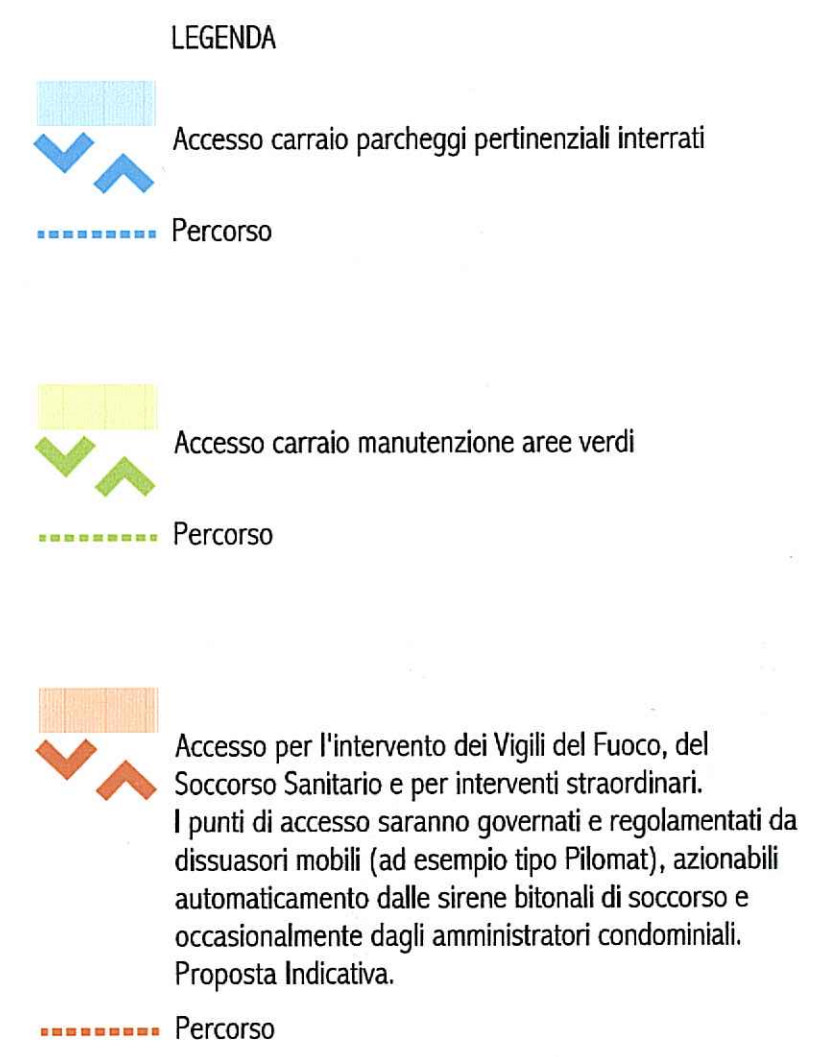 LEGENDA
Accesso carraio parcheggi pertinenziali interrati
Percorso
Accesso carraio manutenzione aree verdi
Percorso
Accesso per l'intervento dei Vigili del Fuoco, del
Soccorso Sanitario e per interventi straordinari.
I punti di accesso saranno governati e regolamentati da
dissuasori mobili (ad esempio tipo Pilomat), azionabili
automaticamento dalle sirene bitonali di soccorso e
occasionalmente dagli amministratori condominiali.
Proposta Indicativa.
Percorso